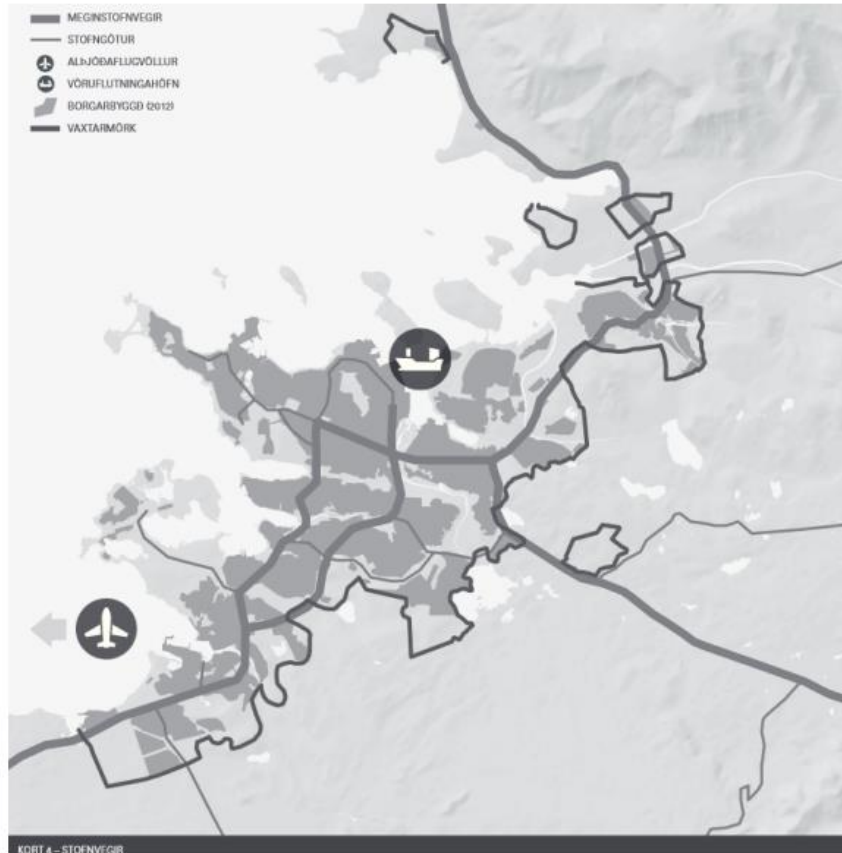 MEGINSTOFNVEGIR
STOFNGÖTUR
ALÞJÓÐAFLUGVÖLLUR
VÖRUFLUTNINGAHÖFN
BORGARBYGGÐ (2012)
VAXTARMÖRK
KORT 4 – STOFNVEGIR